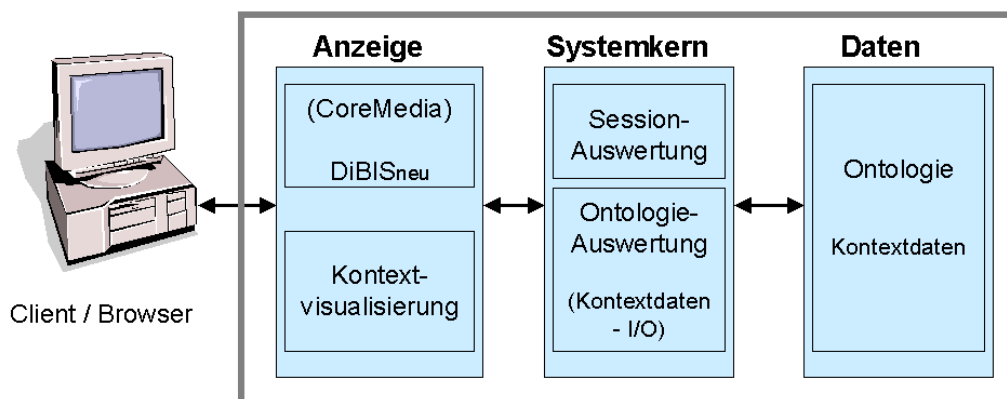 Anzeige
(CoreMedia)
DiBISneu
Kontext-
visualisierung
Systemkern
Session-
Auswertung
Ontologie-
Auswertung
(Kontextdaten
- I/O)
Daten
Ontologie
Kontextdaten
Client / Browser